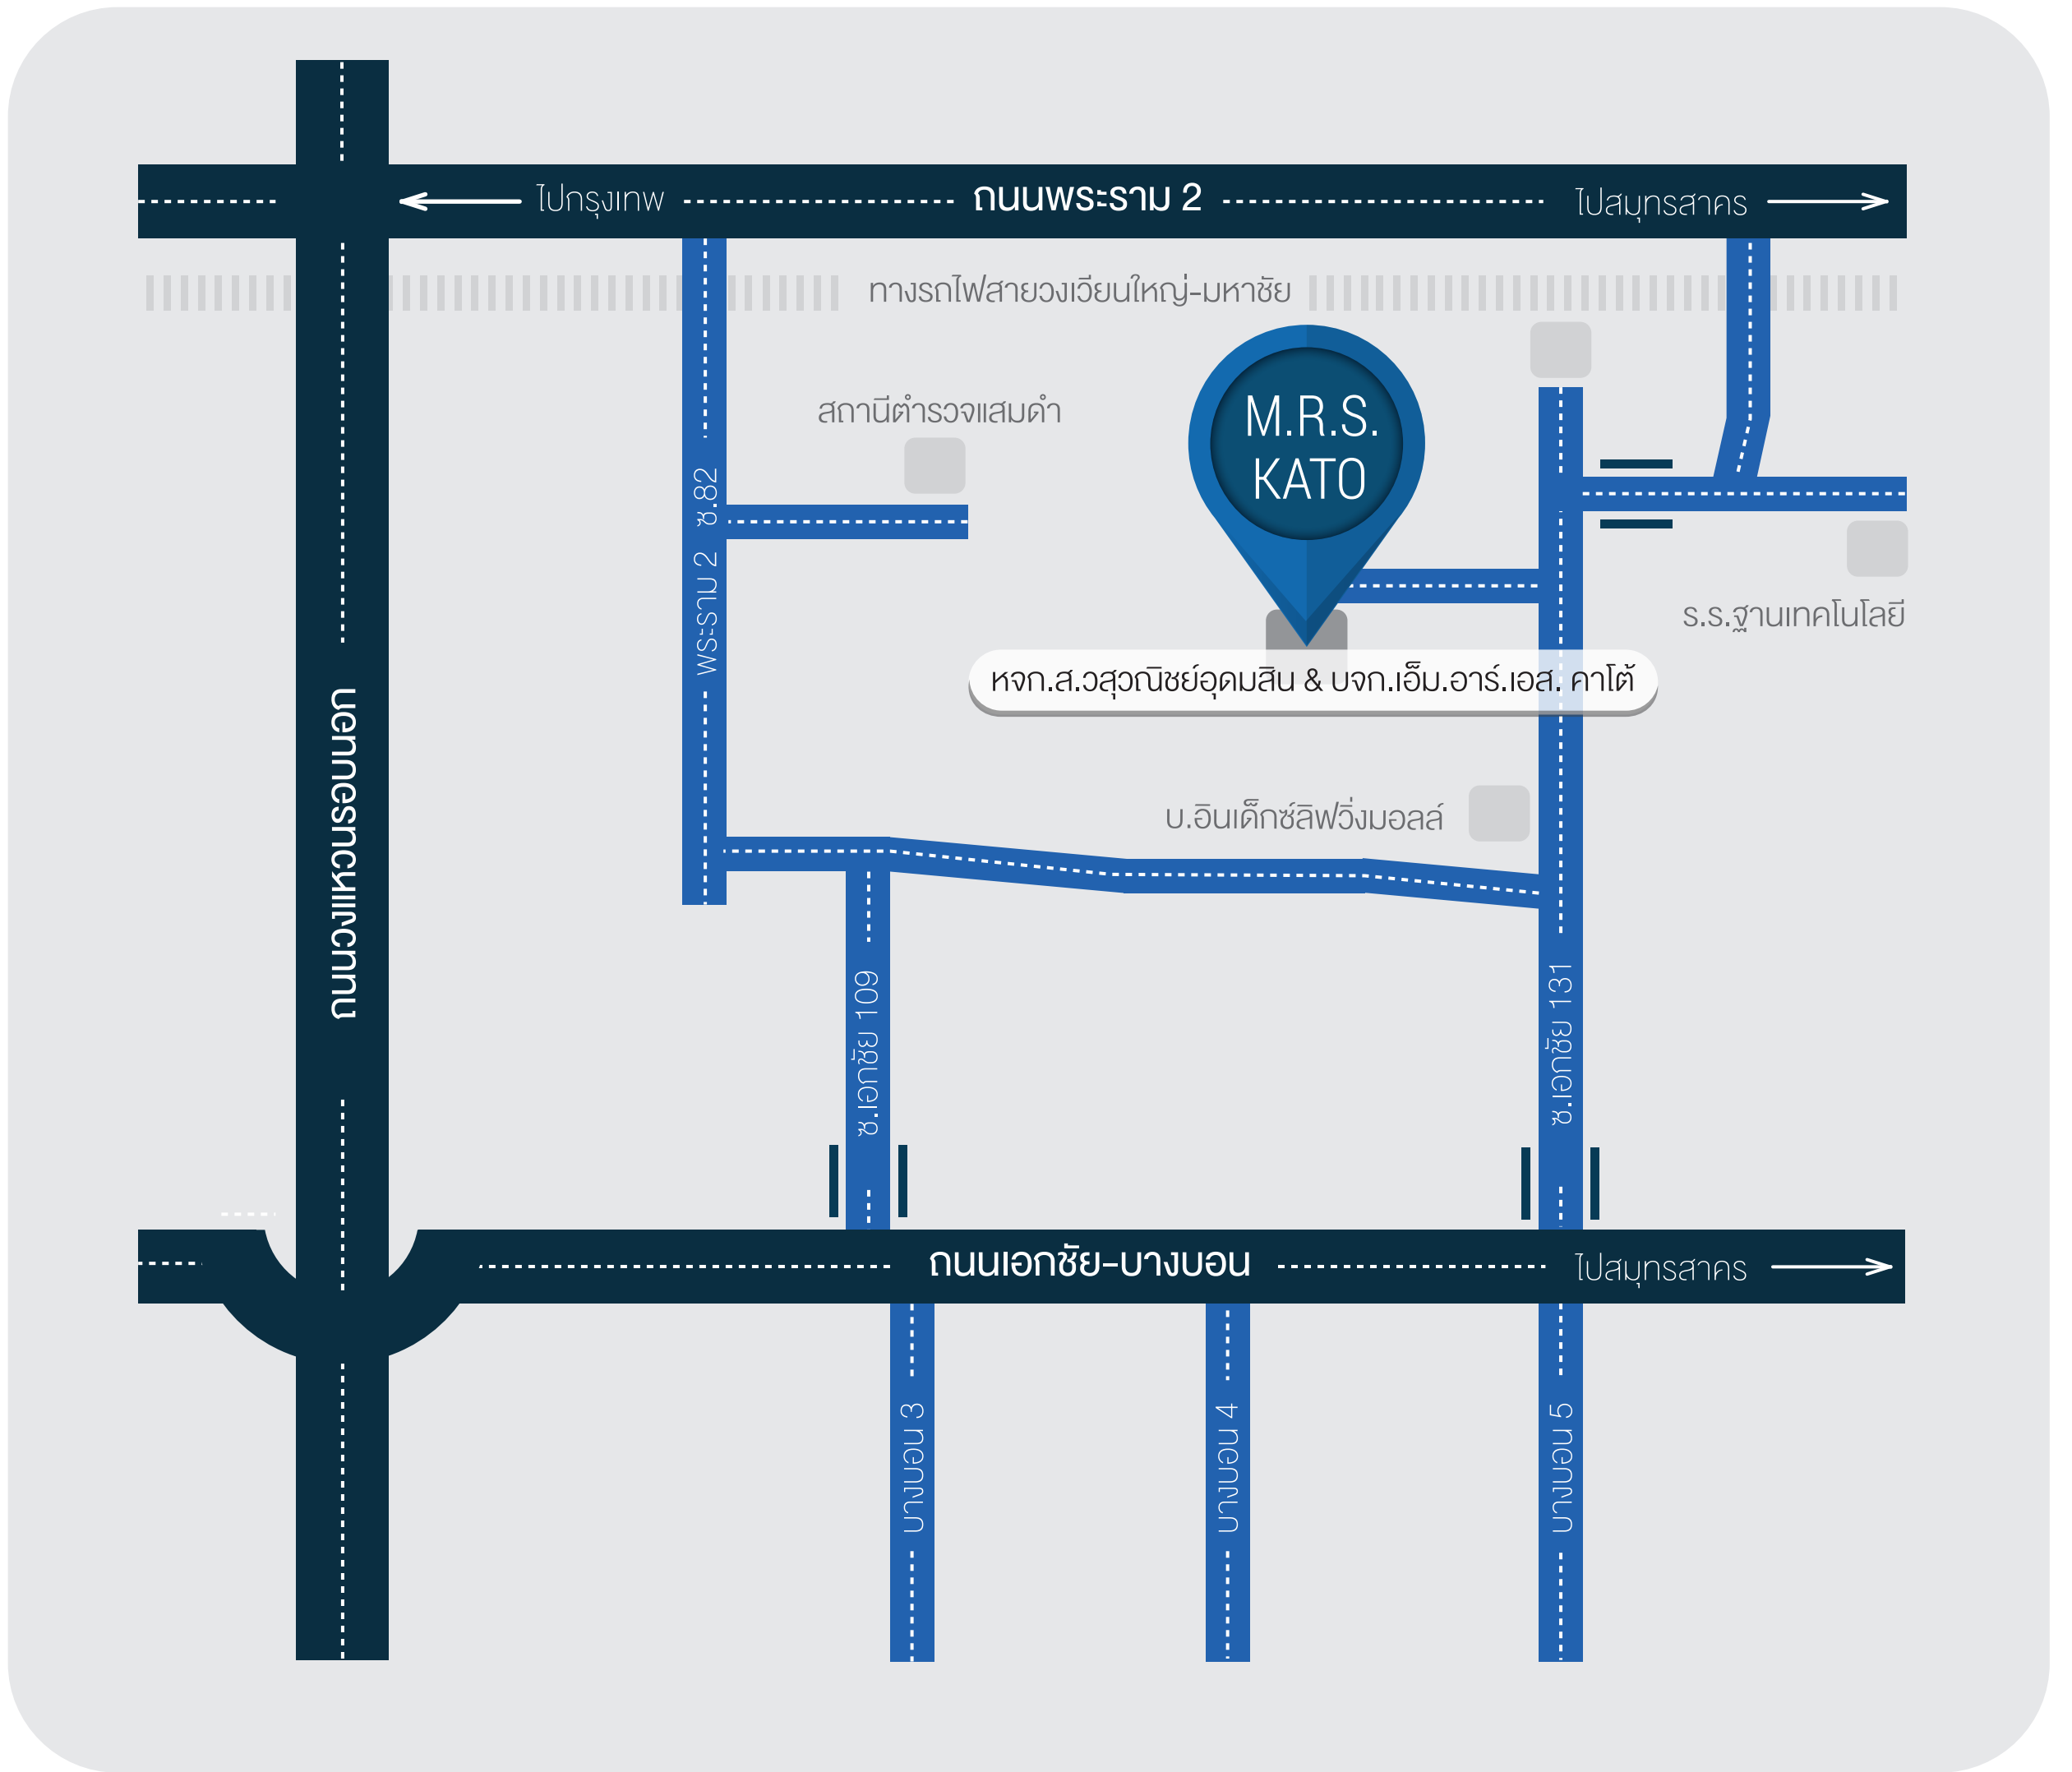 ไปกรุงเทพ
ถนนพระราม 2
ไปสมุทรสาคร
ทางรถไฟสายวงเวียนใหญ่-มหาชัย
สถานีตำรวจแสมดำ
M.R.S.
KATO
พระราม 2 ซ.82
ร.ร.ฐานเทคโนโลยี
หจก.ส.วสุวณิชย์อุดมสิน & บจก.เอ็ม.อาร์.เอส. คาโต้
ถนนวงแหวนรอบนอก
บ.อินเด็กซ์ลิฟวิ่งมอลล์
ซ.เอกชัย 109
ซ.เอกชัย 131
ถนนเอกชัย-บางบอน
ไปสมุทรสาคร
บางบอน 3
บางบอน 4
บางบอน 5